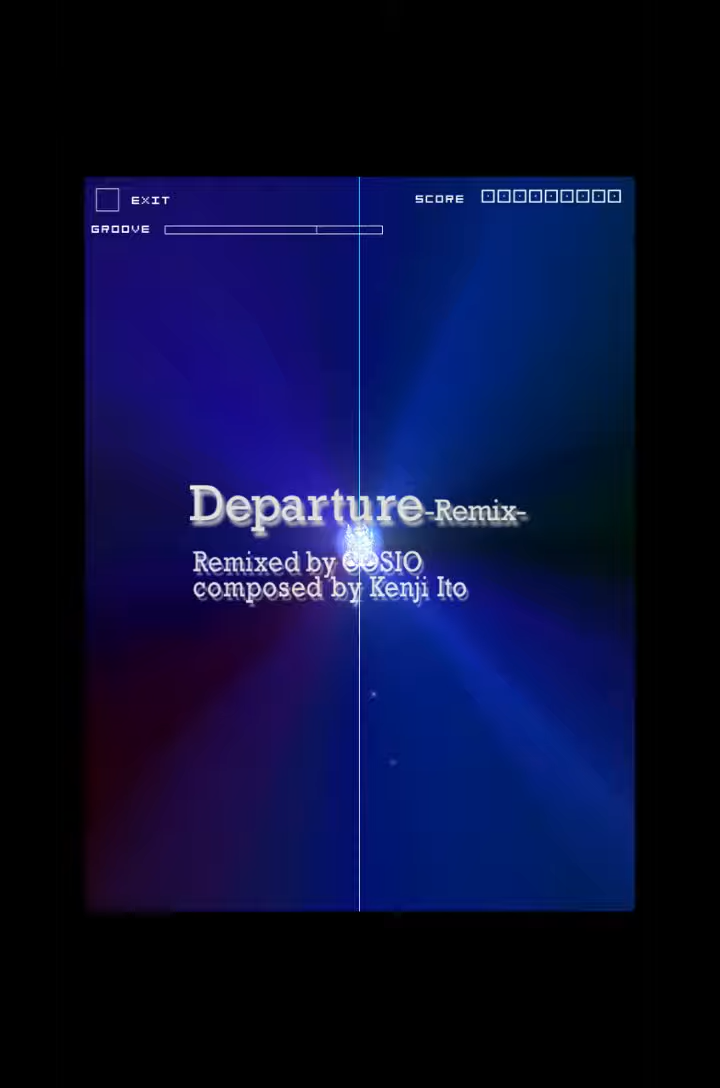 EXIT
SCORE
GROOVE
Departure-Remix-
Remixed by COSIO
composed by Kenji Ito